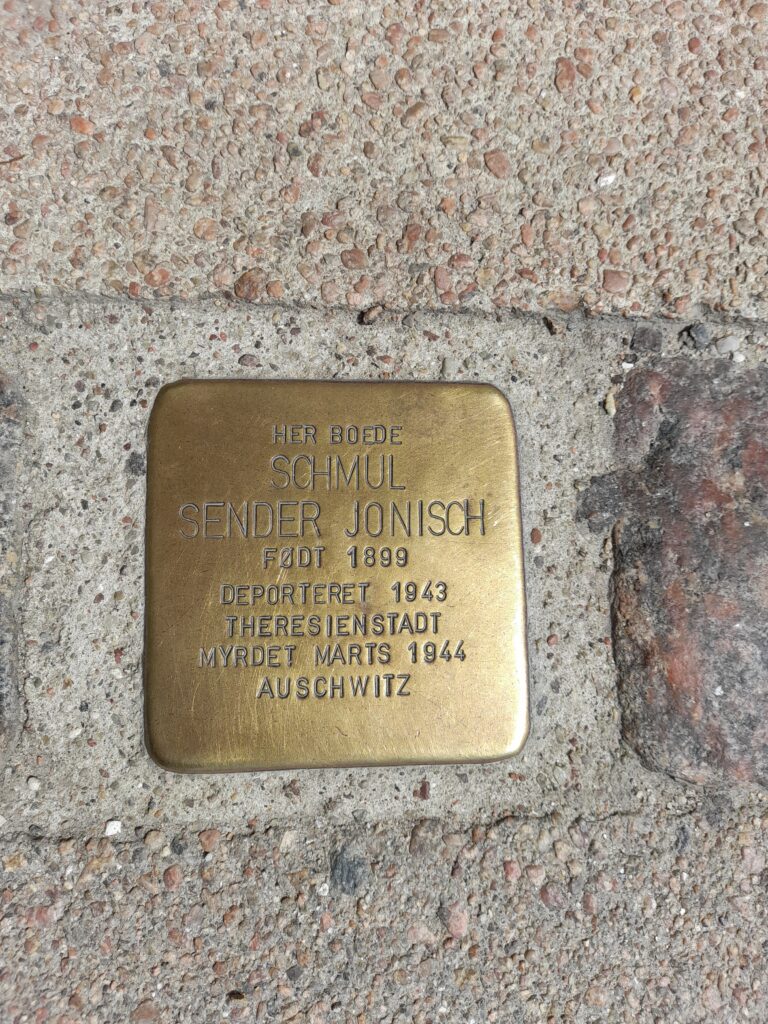 HER BOEDE
SCHMUL
SENDER JONISCH
FØDT 1899
DEPORTERET 1943
THERESIENSTADT
MYRDET MARTS 1944
AUSCHWITZ